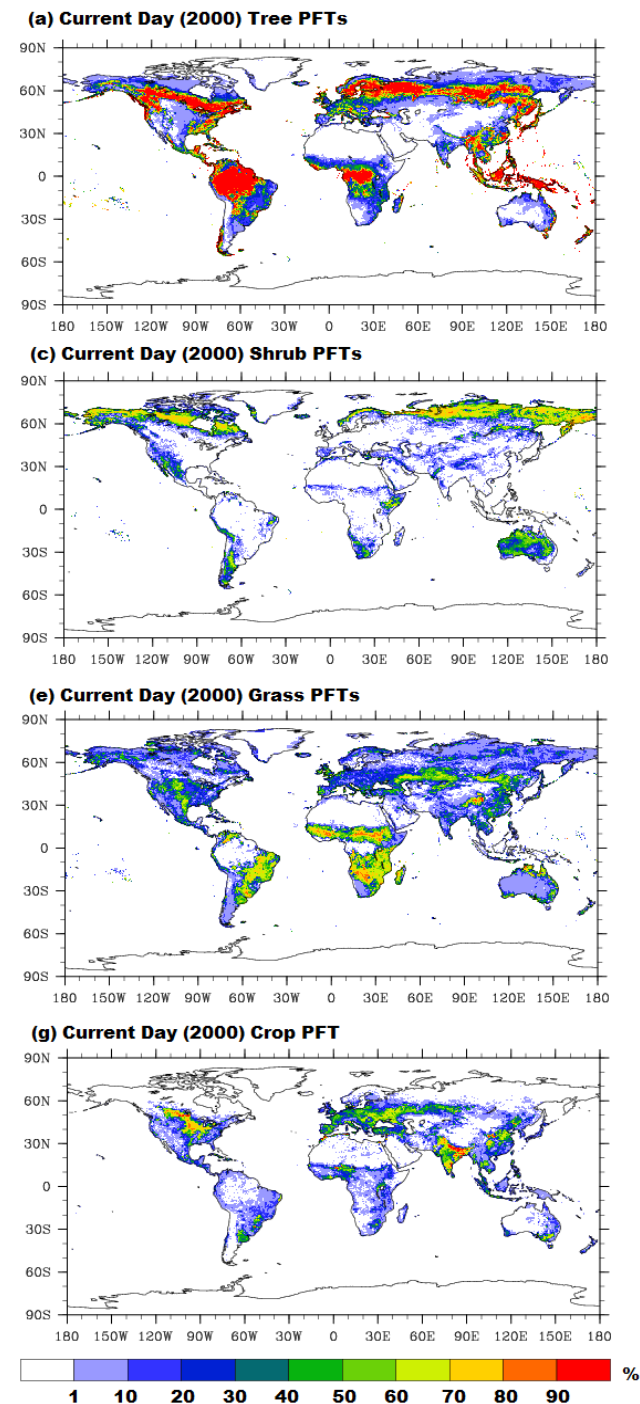 (a) Current Day (2000) Tree PFTs
90N
60N
30N
0
30S
60S
90S
180 150W 120W 90W 60W 30W 0 30E 60E 90E 120E 150E 180
(c) Current Day (2000) Shrub PFTs
90N
60N
30N
0
30S
60S
90S
180 150W 120W 90W 60W 30W 0 30E 60E 90E 120E 150E 180
(e) Current Day (2000) Grass PFTs
90N
60N
30N
0
30S
60S
90S
180 150W 120W 90W 60W 30W 0 30E 60E 90E 120E 150E 180
(g) Current Day (2000) Crop PFT
90N
60N
30N
0
30S
60S
90S
180 150W 120W 90W 60W 30W 0 30E 60E 90E 120E 150E 180
%
1 10 20 30 40 50 60 70 80 90